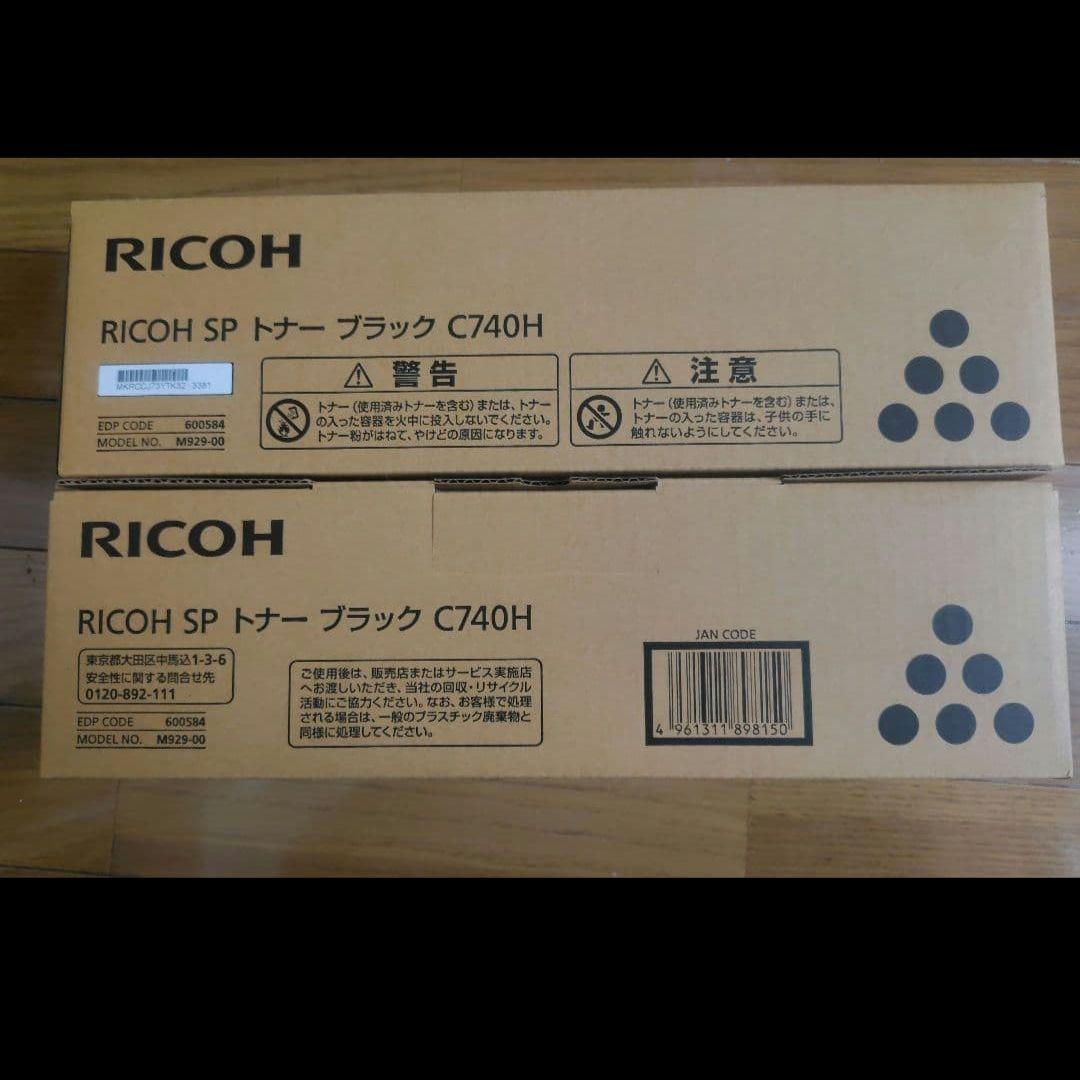 RICOH
RICOH SP トナー ブラック C740H
EDP CODE 600584
MODEL NO. M929-00
警告
トナー（使用済みトナーを含む）または、トナー
の入った容器を火中に投入しないでください。
トナー粉がはねて、やけどの原因になります。
注意
トナー（使用済みトナーを含む）または、
トナーの入った容器は、子供の手に
触れないようにしてください。
RICOH
RICOH SP トナー ブラック C740H
東京都大田区中馬込1-3-6
安全性に関する問合せ先
0120-892-111
EDP CODE 600584
MODEL NO. M929-00
ご使用後は、販売店またはサービス実施店
へお渡しいただき、当社の回収・リサイクル
活動にご協力ください。なお、お客様で処理
される場合は、一般のプラスチック廃棄物と
同様に処理してください。
JAN CODE
4 961311 898150